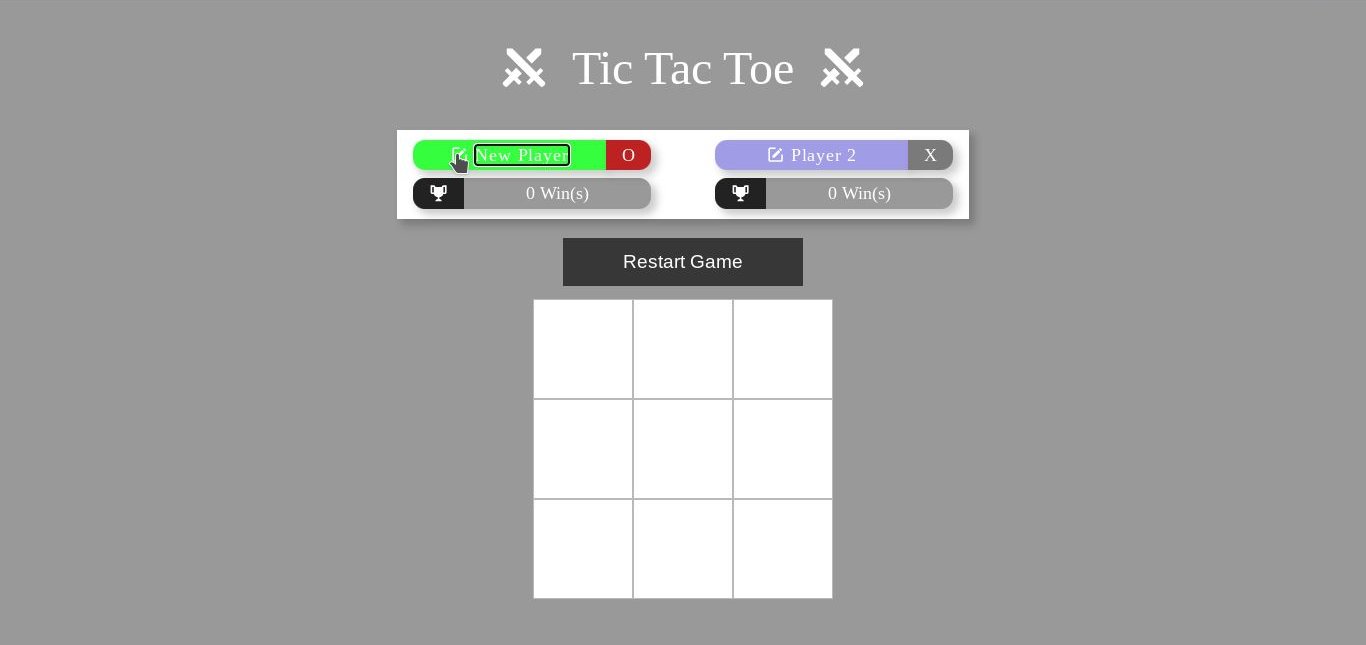 Tic Tac Toe
New Player O
Player 2 X
0 Win(s)
0 Win(s)
Restart Game